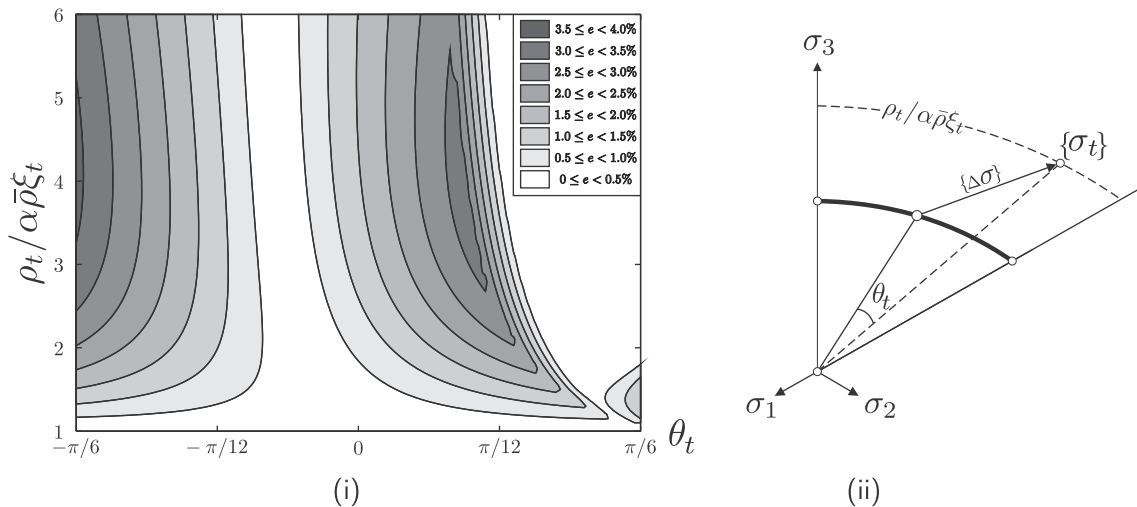 6
5
4
3
2
1
ρₜ/αρ̄ξₜ
3.5 ≤ e < 4.0%
3.0 ≤ e < 3.5%
2.5 ≤ e < 3.0%
2.0 ≤ e < 2.5%
1.5 ≤ e < 2.0%
1.0 ≤ e < 1.5%
0.5 ≤ e < 1.0%
0 ≤ e < 0.5%
−π/6
−π/12
0
π/12
π/6
θₜ
(i)
σ₃
ρₜ/αρ̄ξₜ
{σₜ}
{Δσ}
θₜ
σ₁
σ₂
(ii)